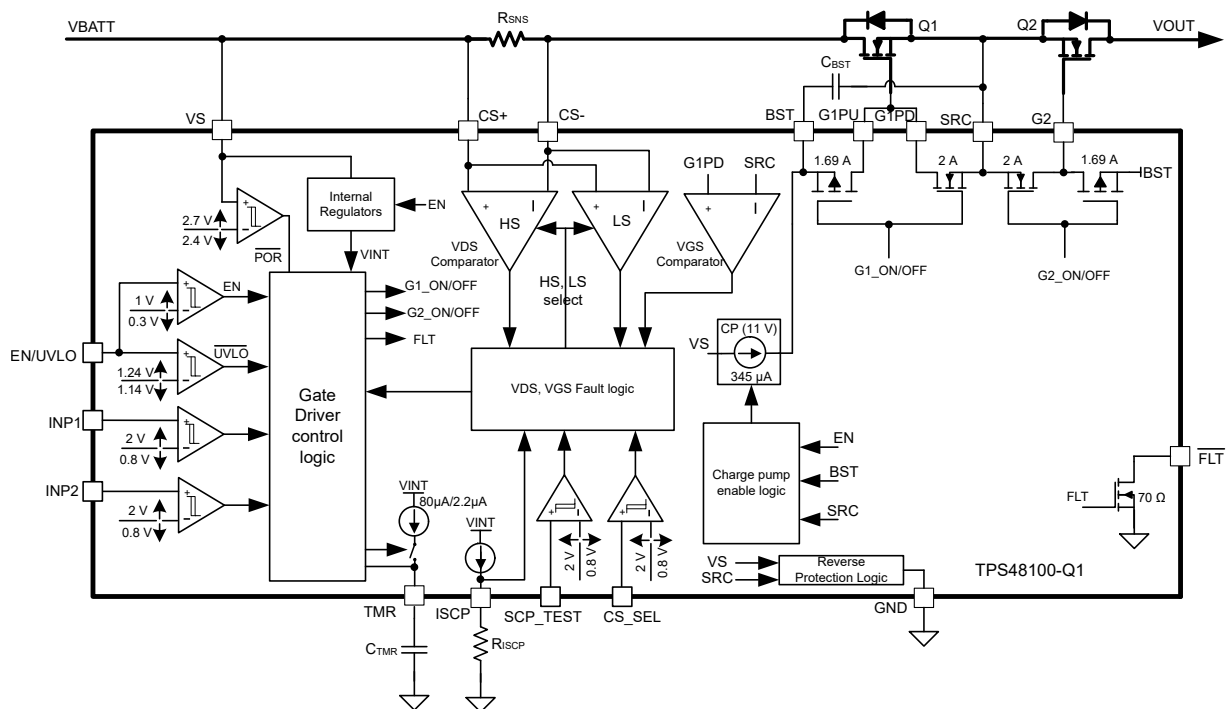 VBATT
RSNS
Q1
Q2
VOUT
CBST
VS
CS+
CS-
BST
G1PU
G1PD
SRC
G2
1.69 A
2 A
2 A
1.69 A
BST
G1PD
SRC
Internal
Regulators
EN
HS
LS
2.7 V
2.4 V
POR
VINT
VDS
Comparator
VGS
Comparator
G1_ON/OFF
G2_ON/OFF
HS, LS
select
EN
1 V
0.3 V
G1_ON/OFF
G2_ON/OFF
FLT
CP (11 V)
VS
345 µA
EN/UVLO
UVLO
1.24 V
1.14 V
VDS, VGS Fault logic
Gate
Driver
control
logic
INP1
2 V
0.8 V
EN
BST
SRC
Charge pump
enable logic
FLT
INP2
2 V
0.8 V
VINT
80µA/2.2µA
VINT
FLT
70 Ω
2 V
0.8 V
2 V
0.8 V
VS
SRC
Reverse
Protection Logic
TPS48100-Q1
TMR
ISCP
SCP_TEST
CS_SEL
GND
CTMR
RISCP